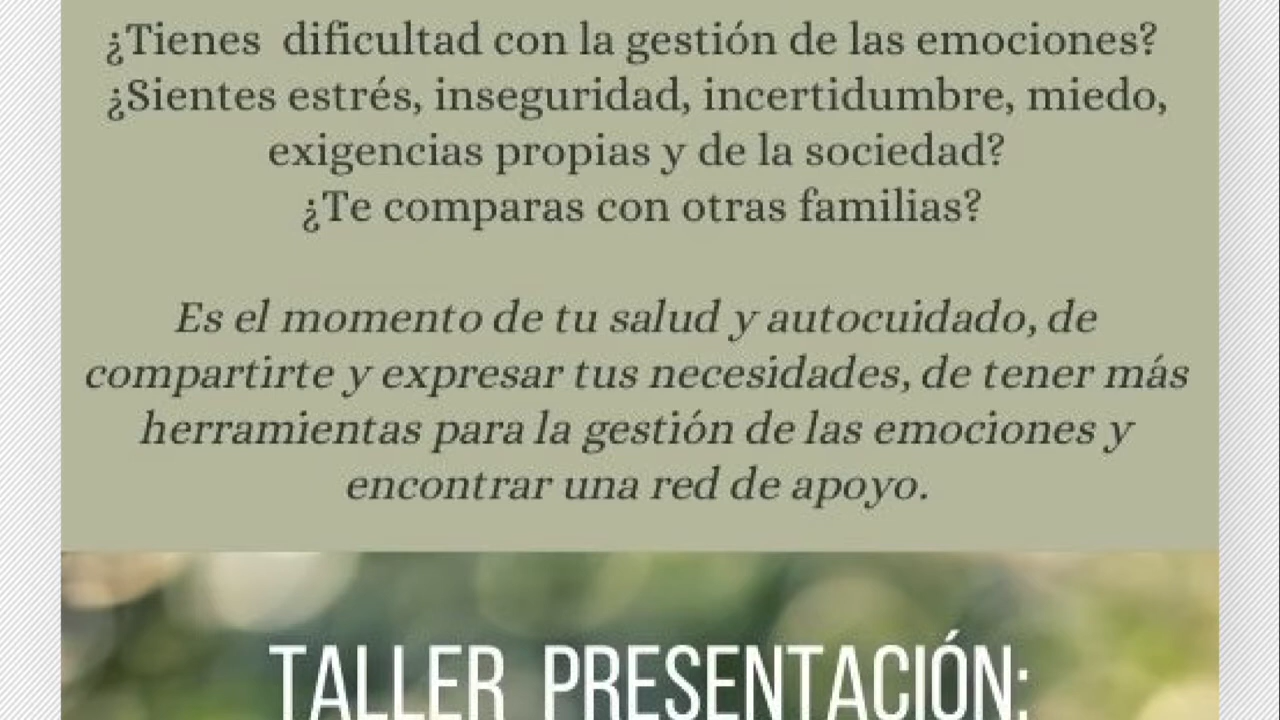 ¿Tienes dificultad con la gestión de las emociones?
¿Sientes estrés, inseguridad, incertidumbre, miedo,
exigencias propias y de la sociedad?
¿Te comparas con otras familias?
Es el momento de tu salud y autocuidado, de
compartirte y expresar tus necesidades, de tener más
herramientas para la gestión de las emociones y
encontrar una red de apoyo.
TALLER PRESENTACIÓN: